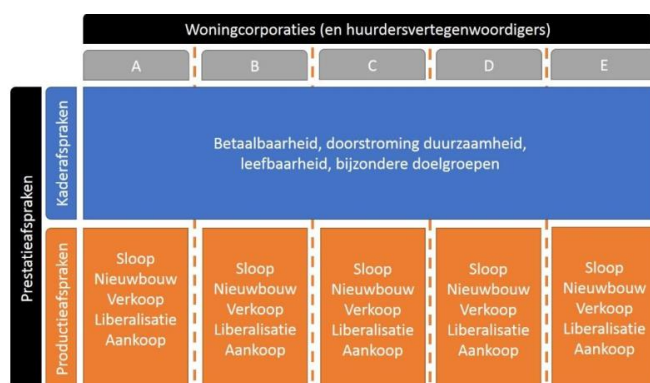 Woningcorporaties (en huurdersvertegenwoordigers)
A
B
C
D
E
Prestatieafspraken
Kaderafspraken
Betaalbaarheid, doorstroming duurzaamheid,
leefbaarheid, bijzondere doelgroepen
Productieafspraken
Sloop
Nieuwbouw
Verkoop
Liberalisatie
Aankoop
Sloop
Nieuwbouw
Verkoop
Liberalisatie
Aankoop
Sloop
Nieuwbouw
Verkoop
Liberalisatie
Aankoop
Sloop
Nieuwbouw
Verkoop
Liberalisatie
Aankoop
Sloop
Nieuwbouw
Verkoop
Liberalisatie
Aankoop